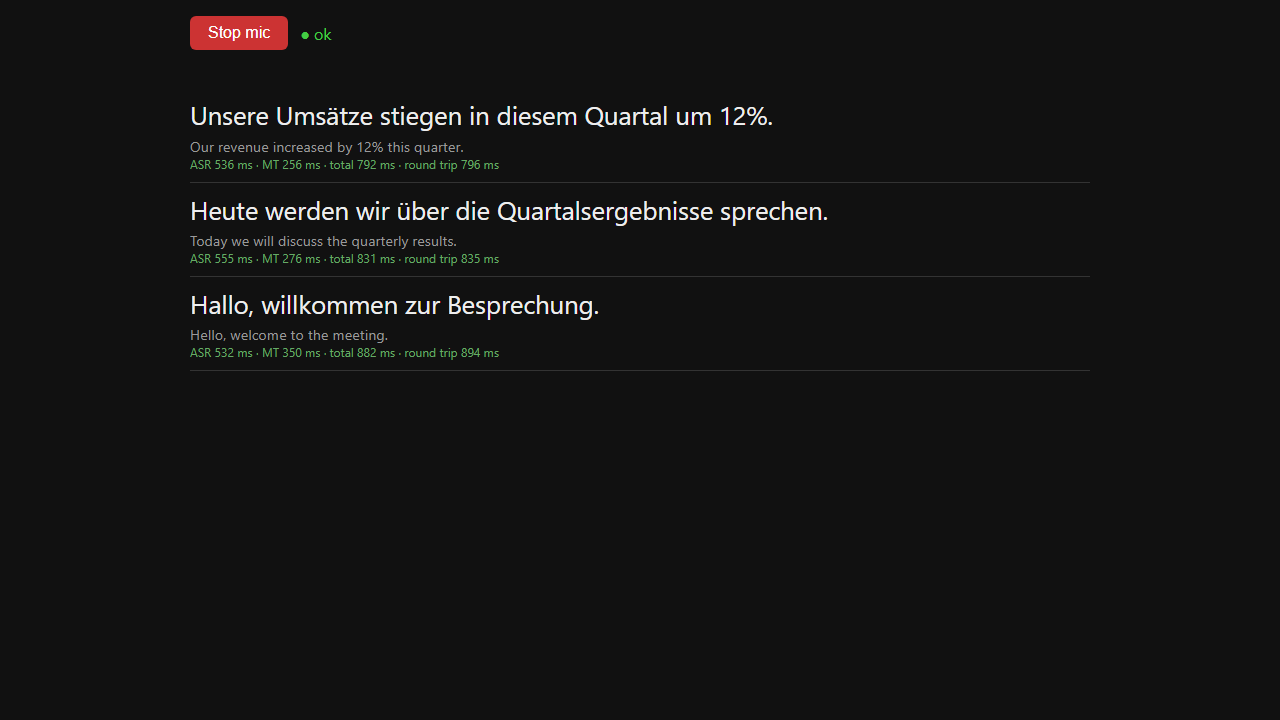 Stop mic
● ok
Unsere Umsätze stiegen in diesem Quartal um 12%.
Our revenue increased by 12% this quarter.
ASR 536 ms · MT 256 ms · total 792 ms · round trip 796 ms
Heute werden wir über die Quartalsergebnisse sprechen.
Today we will discuss the quarterly results.
ASR 555 ms · MT 276 ms · total 831 ms · round trip 835 ms
Hallo, willkommen zur Besprechung.
Hello, welcome to the meeting.
ASR 532 ms · MT 350 ms · total 882 ms · round trip 894 ms